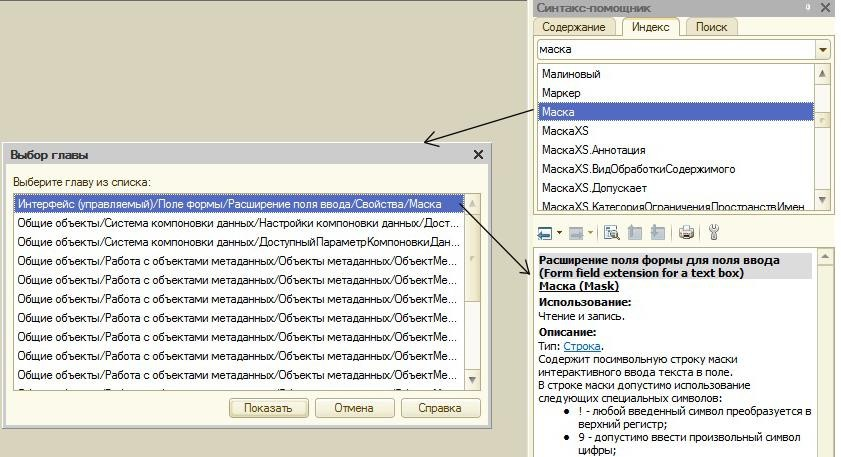 Синтакс-помощник
Содержание
Индекс
Поиск
маска
Малиновый
Маркер
Маска
МаскаXS
МаскаXS.Аннотация
МаскаXS.ВидОбработкиСодержимого
МаскаXS.Допускает
МаскаXS.КатегорияОграниченияПространствИмен
Выбор главы
Выберите главу из списка:
Интерфейс (управляемый)/Поле формы/Расширение поля ввода/Свойства/Маска
Общие объекты/Система компоновки данных/Настройки компоновки данных/Дост...
Общие объекты/Система компоновки данных/ДоступныйПараметрКомпоновкиДан...
Общие объекты/Работа с объектами метаданных/Объекты метаданных/ОбъектМе...
Общие объекты/Работа с объектами метаданных/Объекты метаданных/ОбъектМе...
Общие объекты/Работа с объектами метаданных/Объекты метаданных/ОбъектМе...
Общие объекты/Работа с объектами метаданных/Объекты метаданных/ОбъектМе...
Общие объекты/Работа с объектами метаданных/Объекты метаданных/ОбъектМе...
Общие объекты/Работа с объектами метаданных/Объекты метаданных/ОбъектМе...
Общие объекты/Работа с объектами метаданных/Объекты метаданных/ОбъектМе...
Общие объекты/Работа с объектами метаданных/Объекты метаданных/ОбъектМе...
Показать
Отмена
Справка
Расширение поля формы для поля ввода
(Form field extension for a text box)
Маска (Mask)
Использование:
Чтение и запись.
Описание:
Тип: Строка.
Содержит посимвольную строку маски
интерактивного ввода текста в поле.
В строке маски допустимо использование
следующих специальных символов:
● ! - любой введенный символ преобразуется в
верхний регистр;
● 9 - допустимо ввести произвольный символ
цифры;